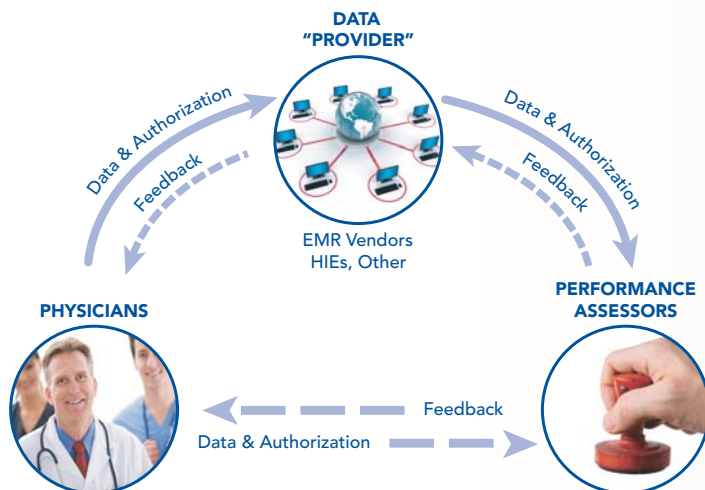 DATA
“PROVIDER”
Data & Authorization
Feedback
Data & Authorization
Feedback
EMR Vendors
HIEs, Other
PHYSICIANS
PERFORMANCE
ASSESSORS
Feedback
Data & Authorization